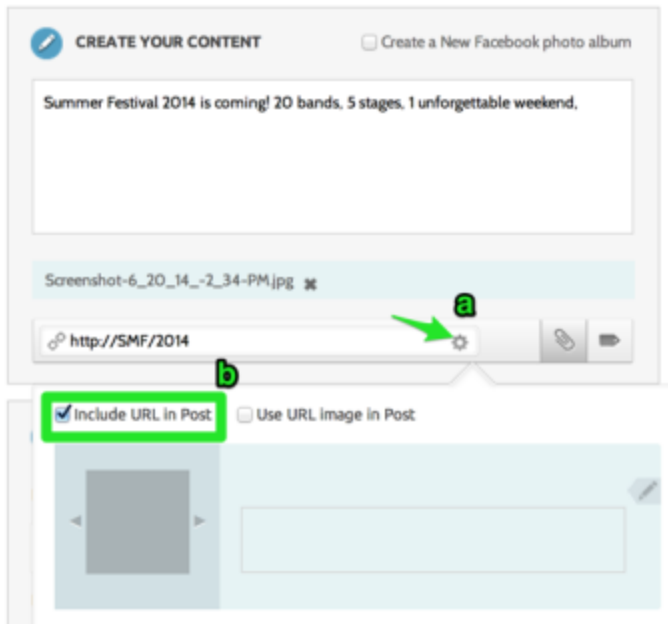 CREATE YOUR CONTENT Create a New Facebook photo album
Summer Festival 2014 is coming! 20 bands, 5 stages, 1 unforgettable weekend,
Screenshot-6_20_14_-2_34-PM.jpg
a
http://SMF/2014
b
Include URL in Post Use URL image in Post